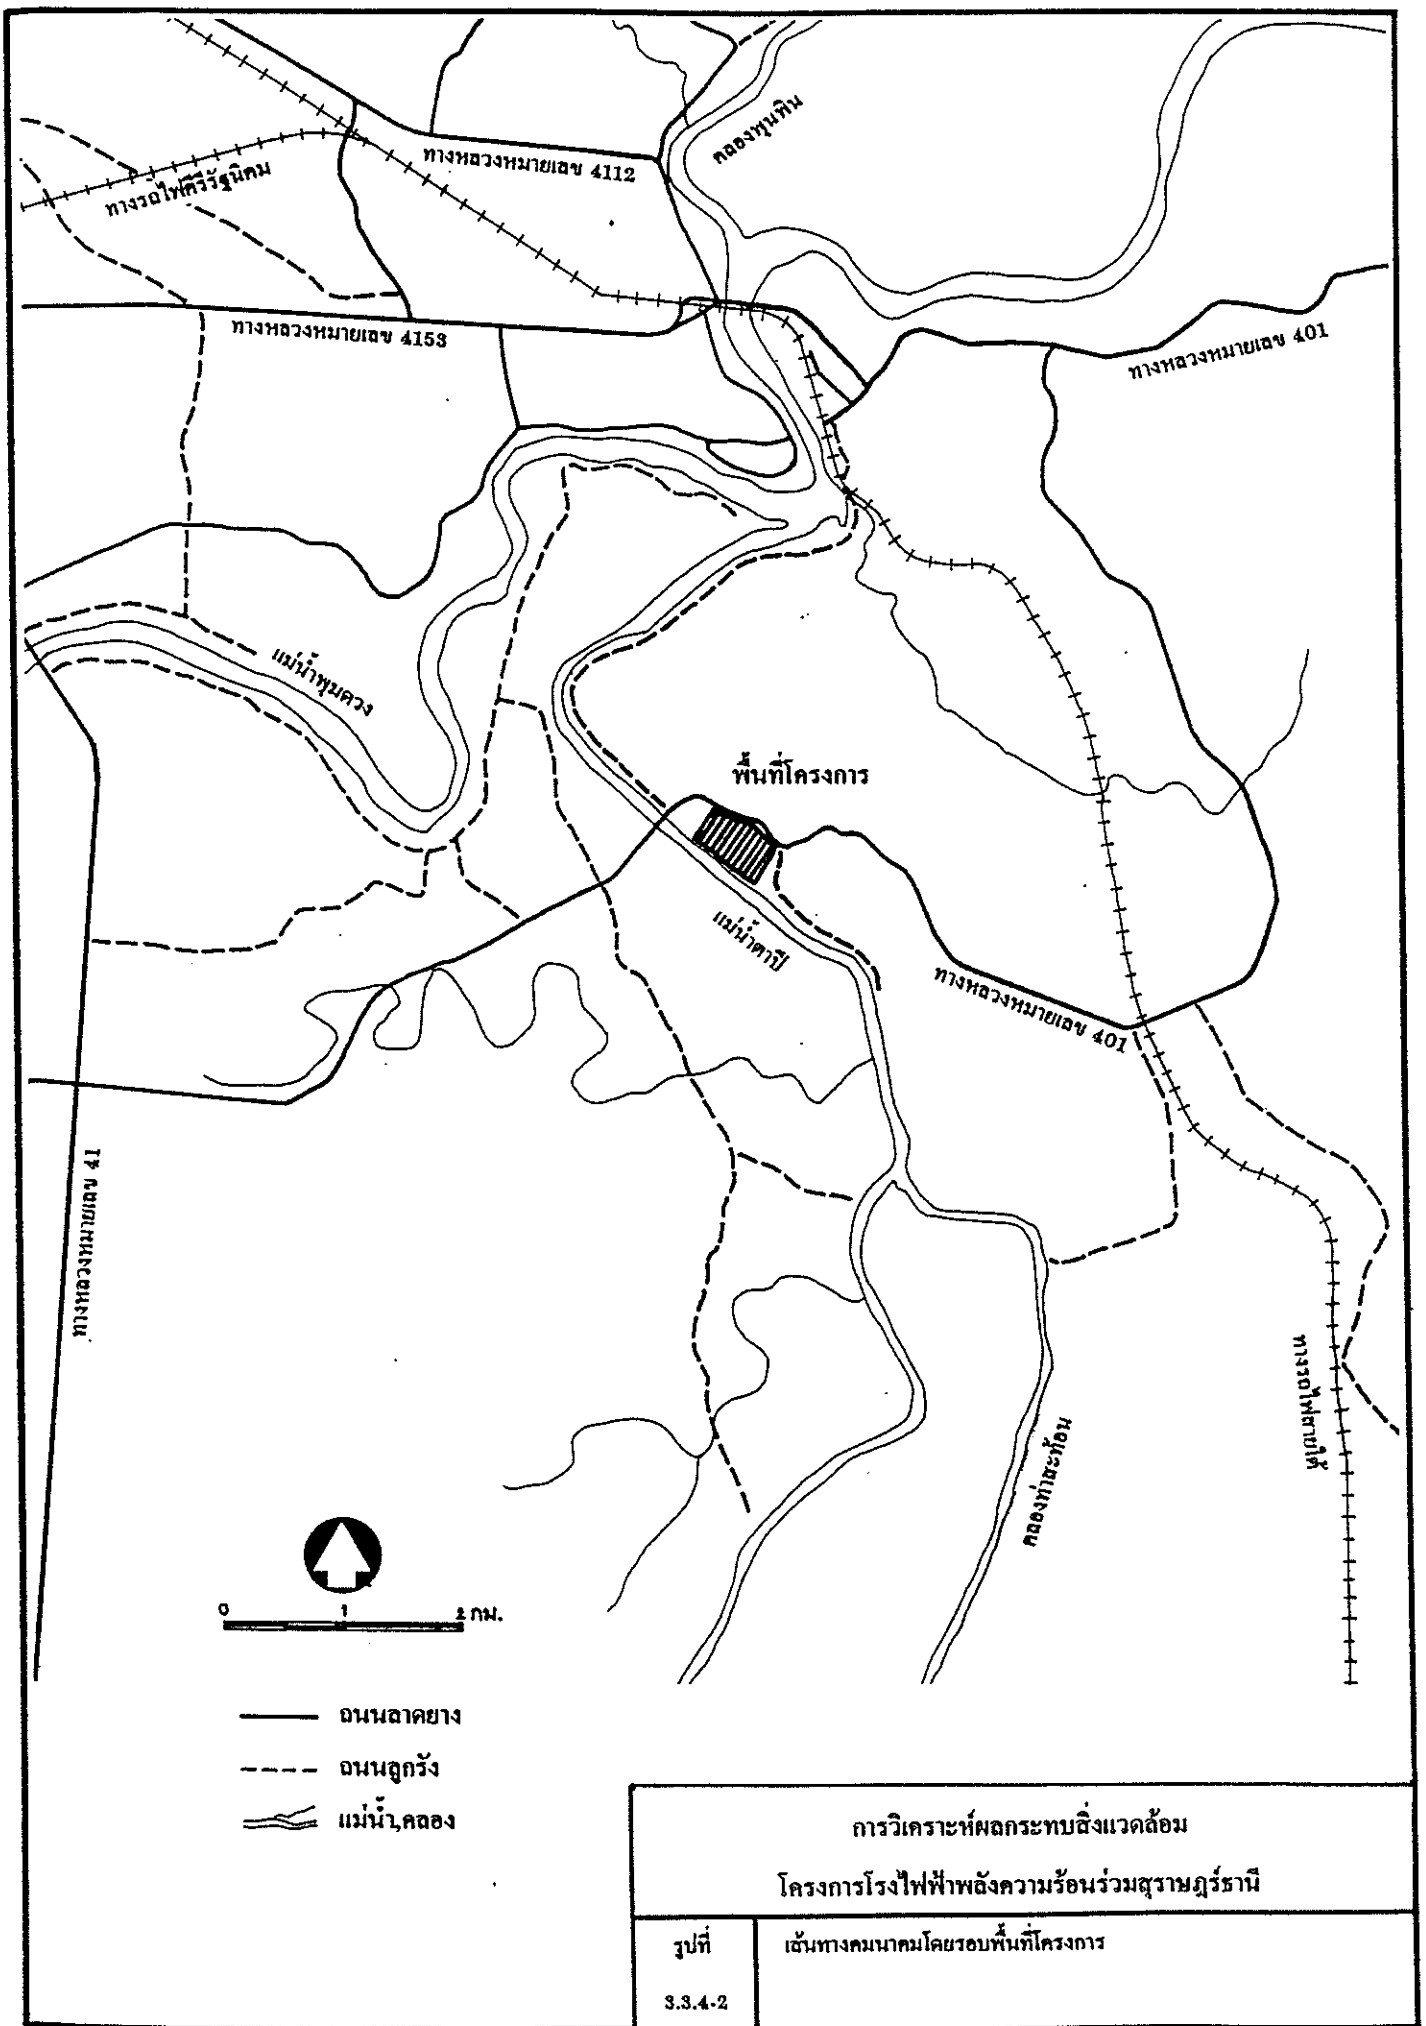 คลองพุนพิน
ทางหลวงหมายเลข 4112
ทางรถไฟคีรีรัฐนิคม
ทางหลวงหมายเลข 4153
ทางหลวงหมายเลข 401
แม่น้ำพุมดวง
พื้นที่โครงการ
แม่น้ำตาปี
ทางหลวงหมายเลข 401
ทางหลวงหมายเลข 41
ทางรถไฟสายใต้
คลองท่าสะท้อน
0 1 2 กม.
ถนนลาดยาง
ถนนลูกรัง
แม่น้ำ,คลอง
การวิเคราะห์ผลกระทบสิ่งแวดล้อม
โครงการโรงไฟฟ้าพลังความร้อนร่วมสุราษฎร์ธานี
รูปที่
3.3.4-2
เส้นทางคมนาคมโดยรอบพื้นที่โครงการ